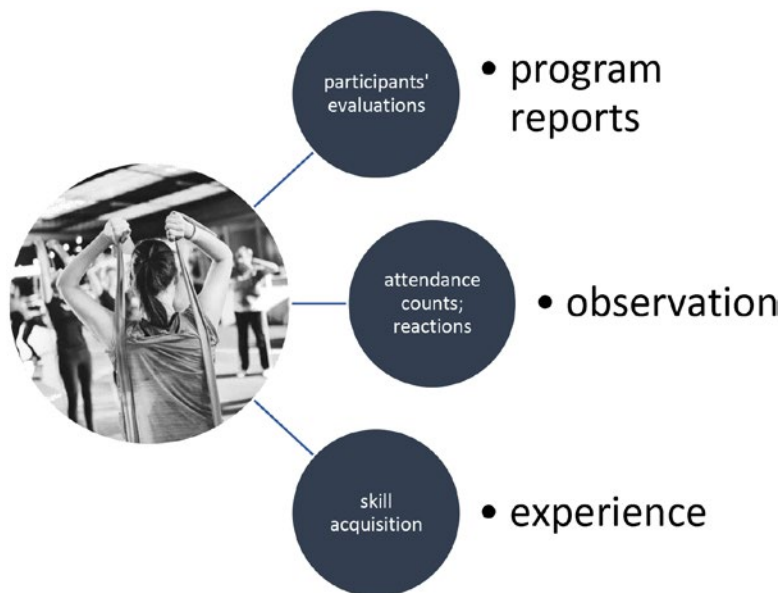 participants'
evaluations
• program
reports
attendance
counts;
reactions
• observation
skill
acquisition
• experience